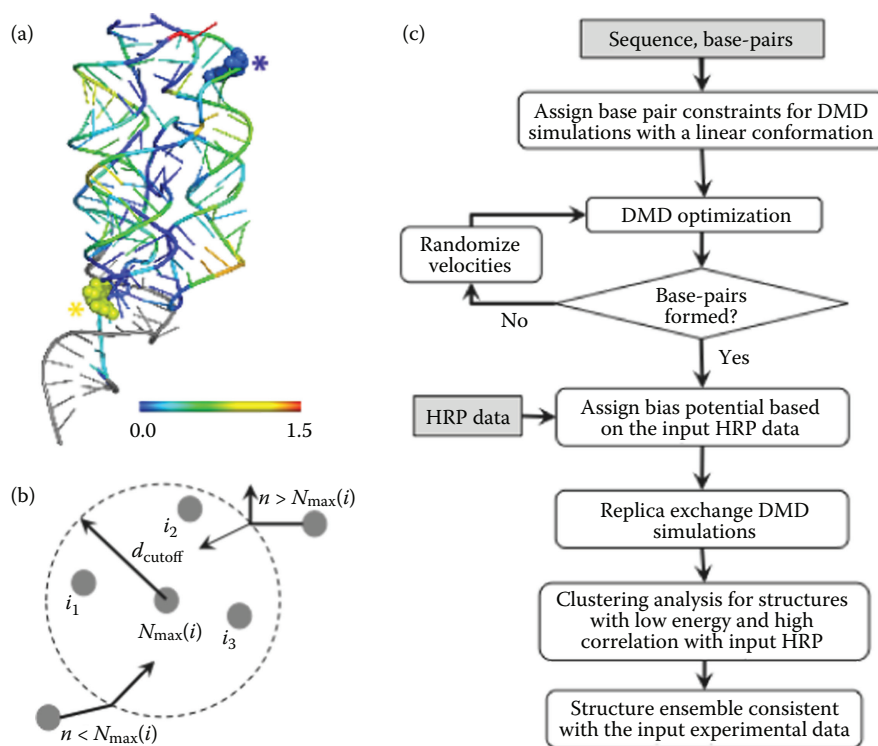 (a)
*
*
0.0
1.5
(b)
n > Nmax(i)
i2
dcutoff
i1
Nmax(i)
i3
n < Nmax(i)
(c)
Sequence, base-pairs
Assign base pair constraints for DMD
simulations with a linear conformation
DMD optimization
Randomize
velocities
Base-pairs
formed?
No
Yes
HRP data
Assign bias potential based
on the input HRP data
Replica exchange DMD
simulations
Clustering analysis for structures
with low energy and high
correlation with input HRP
Structure ensemble consistent
with the input experimental data